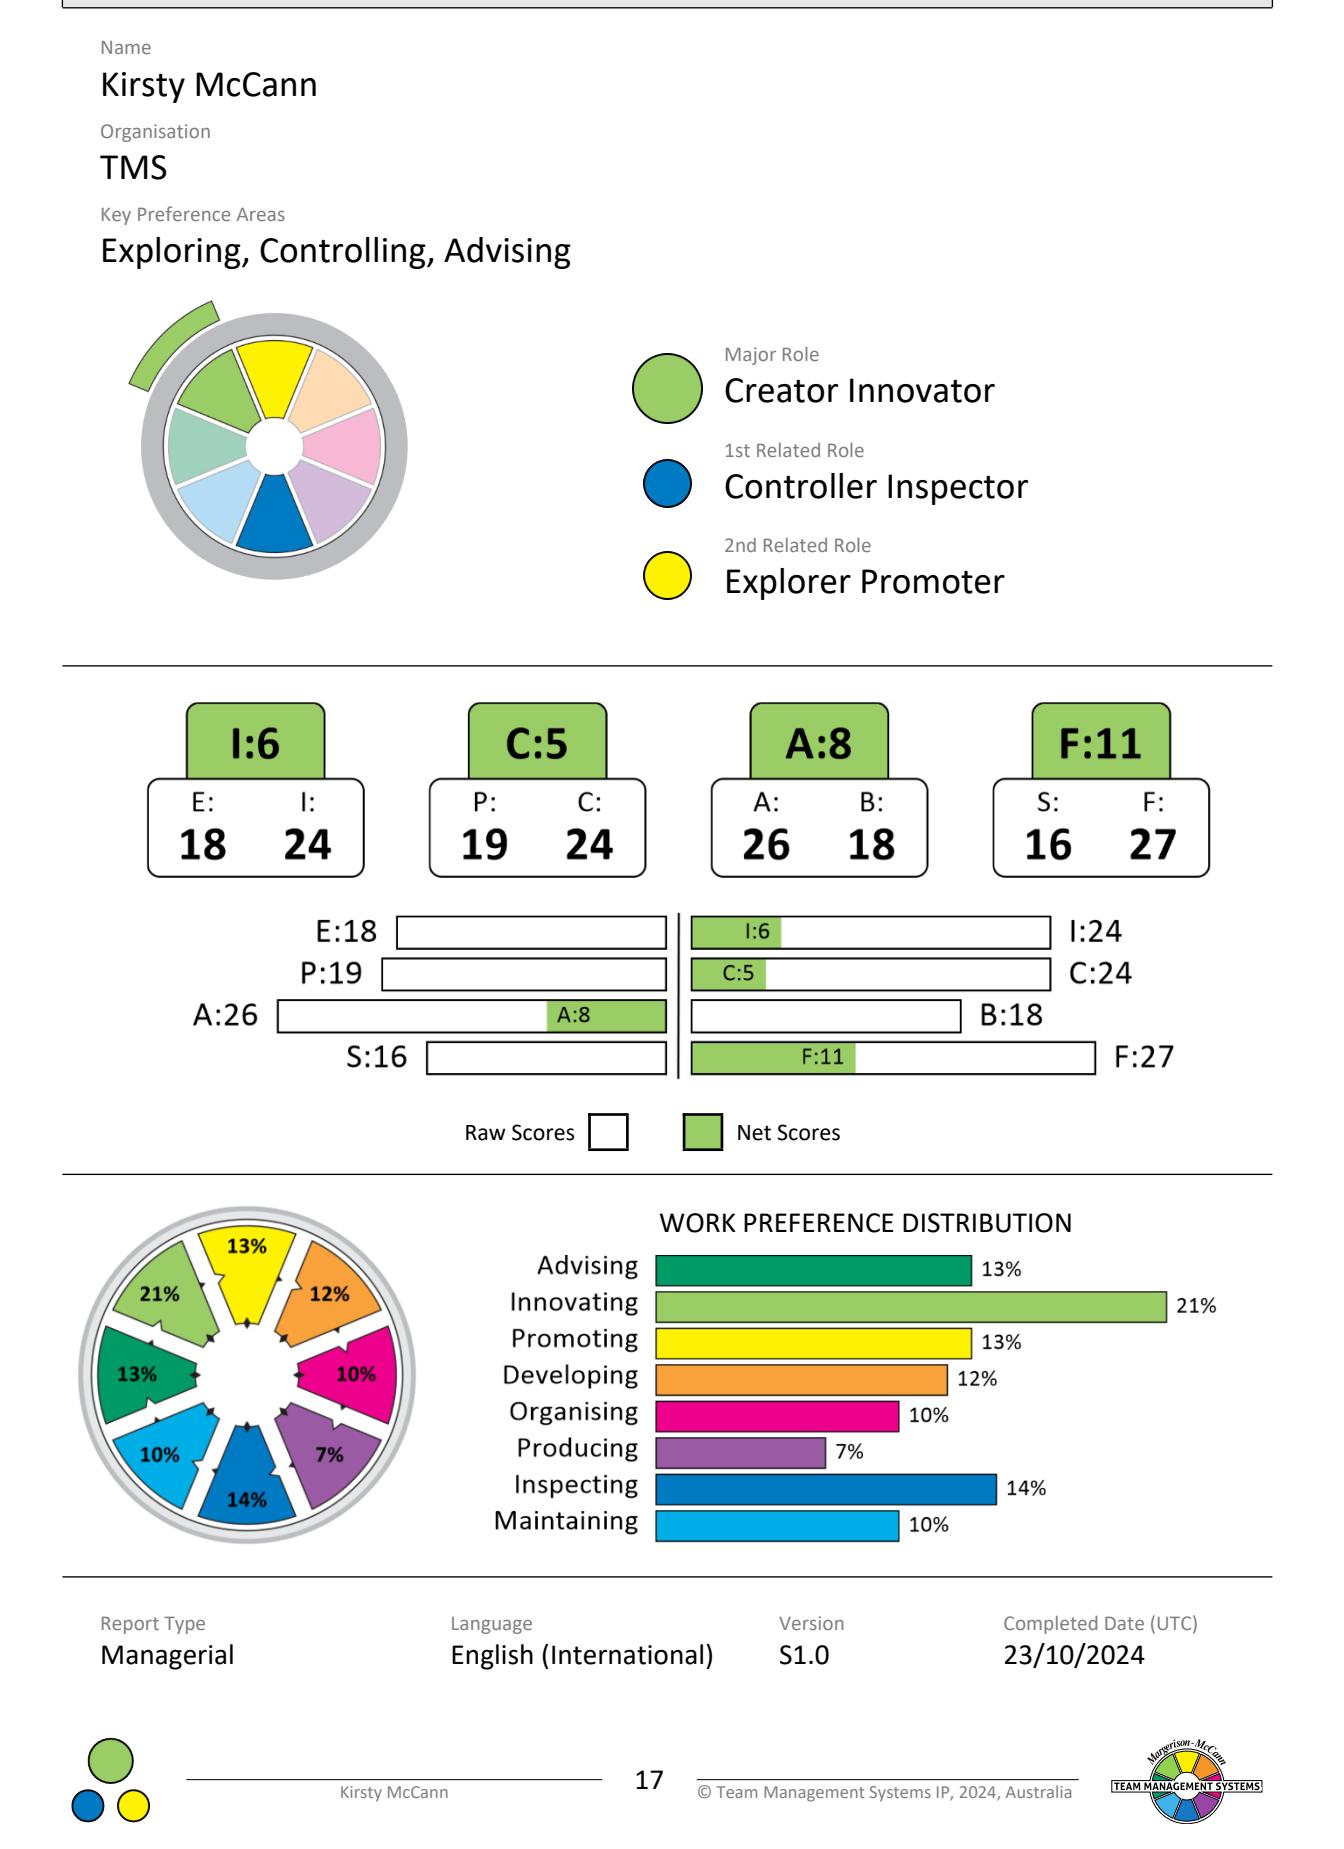 Name
Kirsty McCann
Organisation
TMS
Key Preference Areas
Exploring, Controlling, Advising
Major Role
Creator Innovator
1st Related Role
Controller Inspector
2nd Related Role
Explorer Promoter
I:6 C:5 A:8 F:11
E: I: P: C: A: B: S: F:
18 24 19 24 26 18 16 27
E:18 I:6 I:24
P:19 C:5 C:24
A:26 A:8 B:18
S:16 F:11 F:27
Raw Scores Net Scores
WORK PREFERENCE DISTRIBUTION
13%
21% 12%
13% 10%
10% 7%
14%
Advising 13%
Innovating 21%
Promoting 13%
Developing 12%
Organising 10%
Producing 7%
Inspecting 14%
Maintaining 10%
Report Type Language Version Completed Date (UTC)
Managerial English (International) S1.0 23/10/2024
Kirsty McCann 17 © Team Management Systems IP, 2024, Australia
Margerison-McCann
TEAM MANAGEMENT SYSTEMS